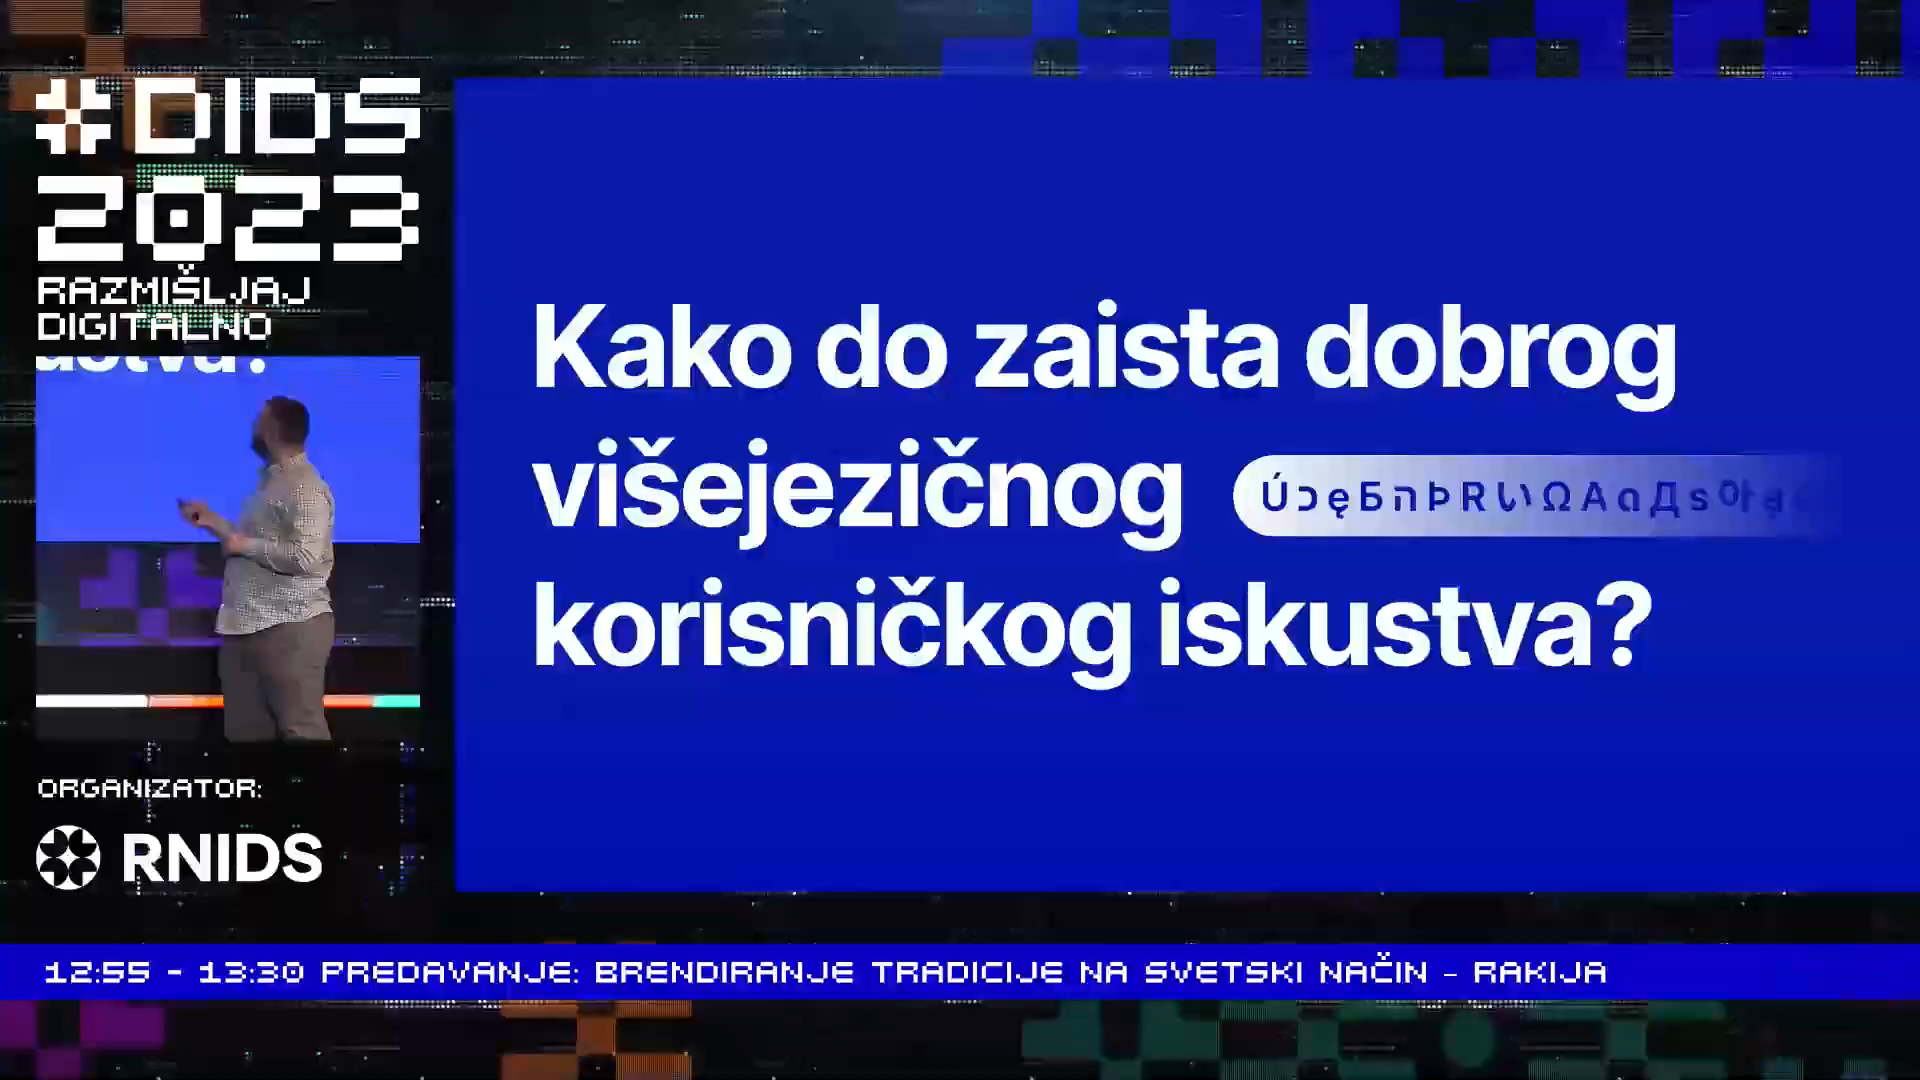 DIDS
2023
RAZMIŠLJAJ
DIGITALNO
ORGANIZATOR:
RNIDS
Kako do zaista dobrog
višejezičnog
korisničkog iskustva?
12:55 - 13:30 PREDAVANJE: BRENDIRANJE TRADICIJE NA SVETSKI NAČIN - RAKIJA